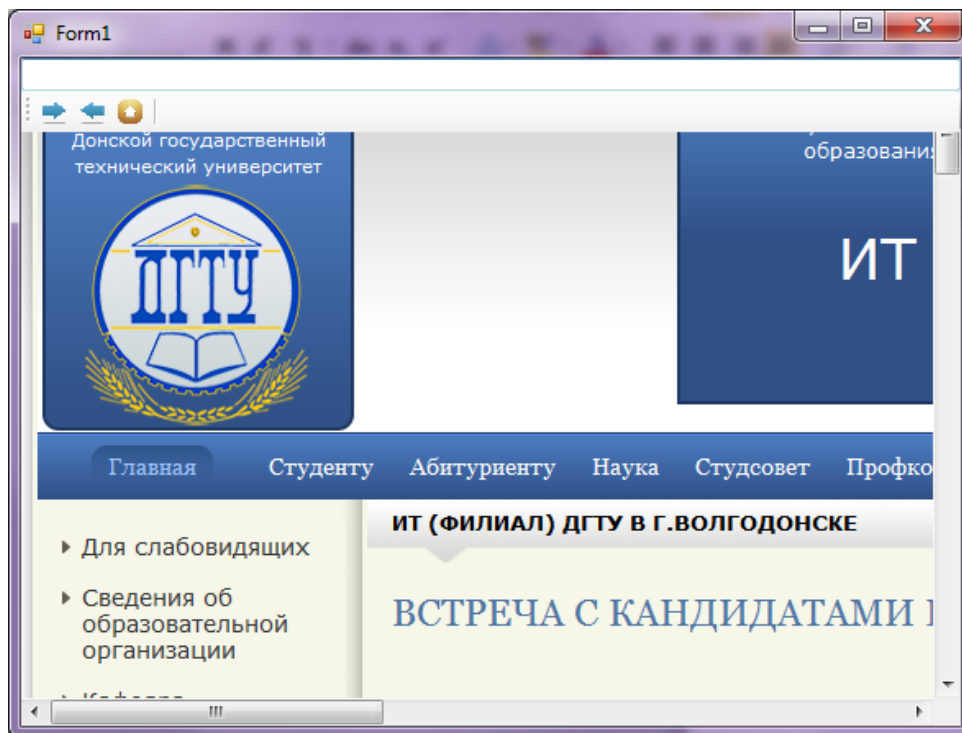 Form1
Донской государственный
технический университет
образования
ДГТУ
ИТ
Главная Студенту Абитуриенту Наука Студсовет Профко
ИТ (ФИЛИАЛ) ДГТУ В Г.ВОЛГОДОНСКЕ
Для слабовидящих
Сведения об
образовательной
организации
ВСТРЕЧА С КАНДИДАТАМИ